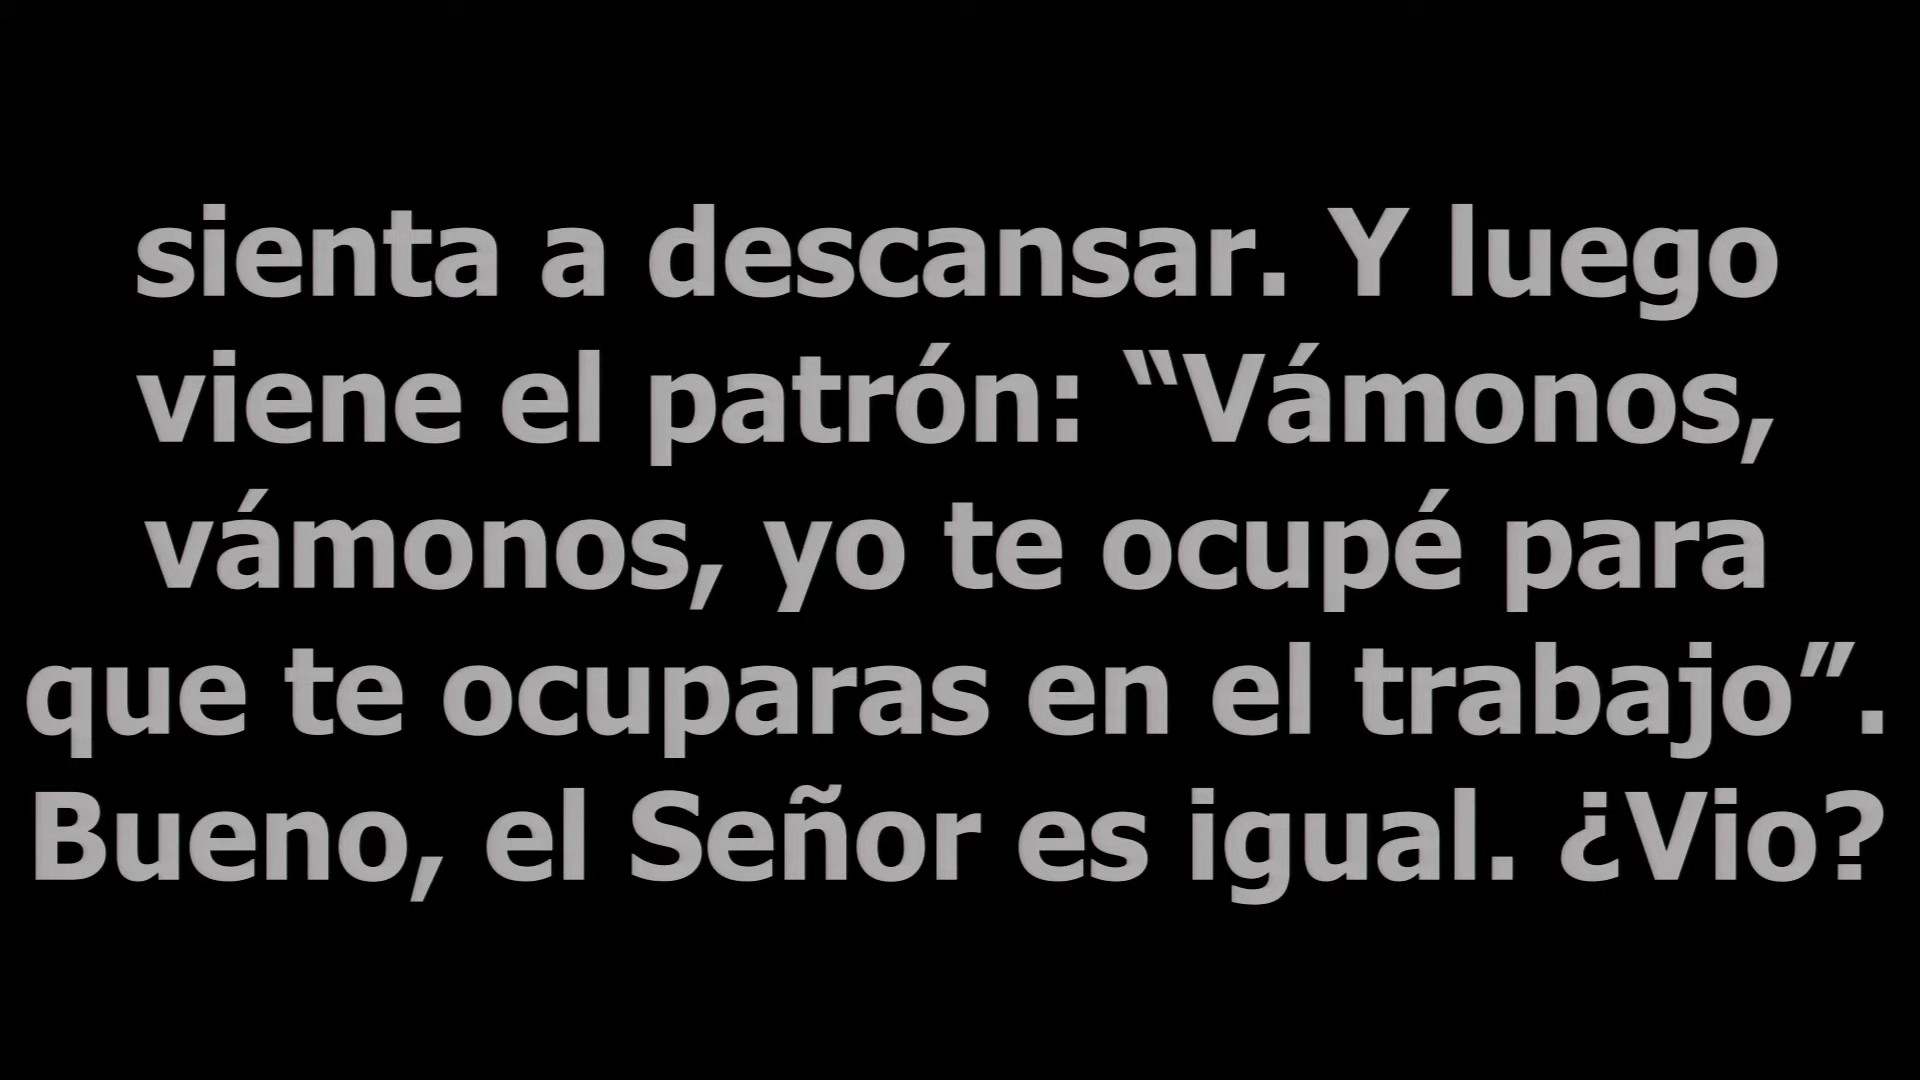 sienta a descansar. Y luego
viene el patrón: “Vámonos,
vámonos, yo te ocupé para
que te ocuparas en el trabajo”.
Bueno, el Señor es igual. ¿Vio?